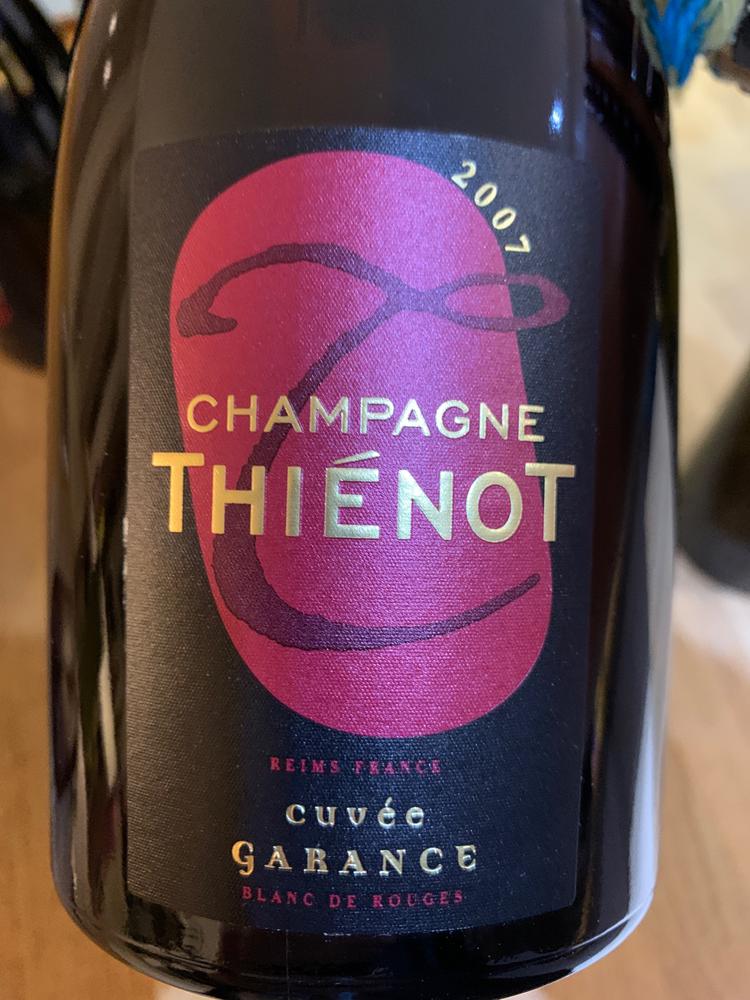 2007
CHAMPAGNE
THIÉNOT
REIMS FRANCE
cuvée
GARANCE
BLANC DE ROUGES